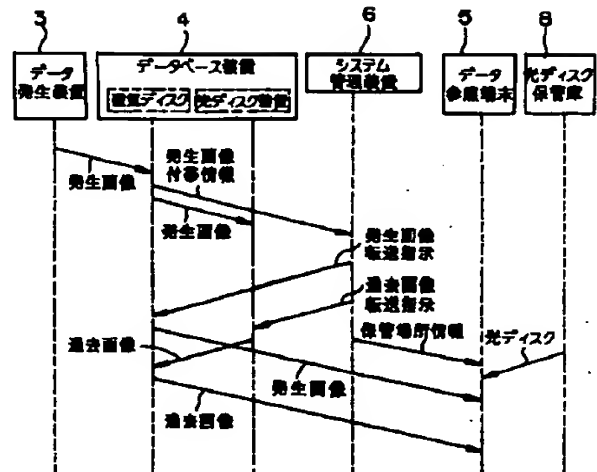 3
4
6
5
8
データ
発生装置
データベース装置
磁気ディスク
光ディスク装置
システム
管理装置
データ
参照端末
光ディスク
保管庫
発生画像
発生画像
付帯情報
発生画像
発生画像
転送指示
過去画像
転送指示
保管場所情報
光ディスク
過去画像
発生画像
過去画像